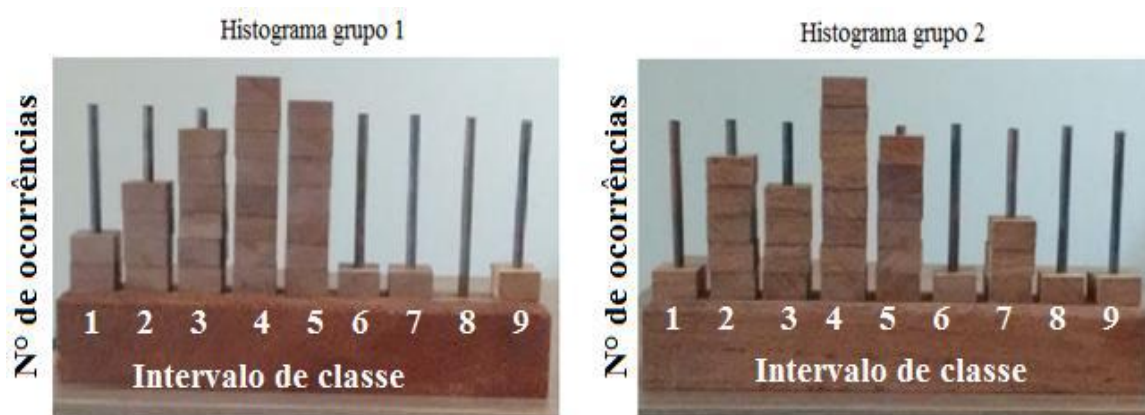 Histograma grupo 1
Nº de ocorrências
1 2 3 4 5 6 7 8 9
Intervalo de classe
Histograma grupo 2
Nº de ocorrências
1 2 3 4 5 6 7 8 9
Intervalo de classe